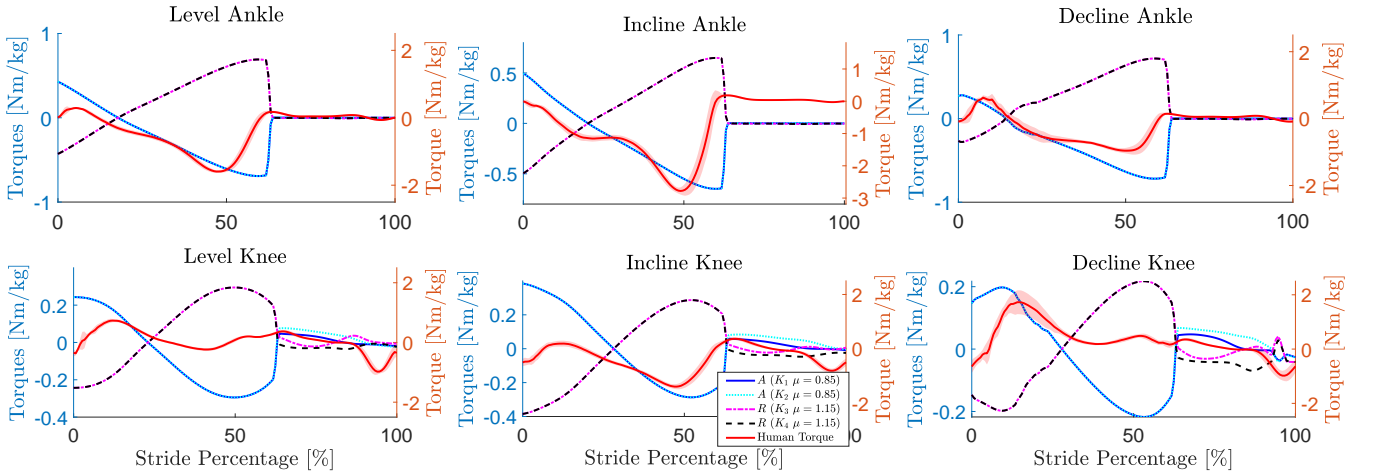 Level Ankle
Incline Ankle
Decline Ankle
Torques [Nm/kg]
1
0
-1
0
50
100
2
0
-2
Torque [Nm/kg]
Torques [Nm/kg]
0.5
0
-0.5
0
50
100
1
0
-1
-2
-3
Torque [Nm/kg]
Torques [Nm/kg]
1
0
-1
0
50
100
2
0
-2
Torque [Nm/kg]
Level Knee
Incline Knee
Decline Knee
Torques [Nm/kg]
0.2
0
-0.2
-0.4
0
50
100
2
0
-2
Torque [Nm/kg]
Stride Percentage [%]
Torques [Nm/kg]
0.2
0
-0.2
-0.4
0
50
0
2
0
-2
Torque [Nm/kg]
Stride Percentage [%]
A (K₁ μ = 0.85)
A (K₂ μ = 0.85)
R (K₃ μ = 1.15)
R (K₄ μ = 1.15)
Human Torque
Torques [Nm/kg]
0.2
0
-0.2
0
50
100
2
0
-2
Torque [Nm/kg]
Stride Percentage [%]